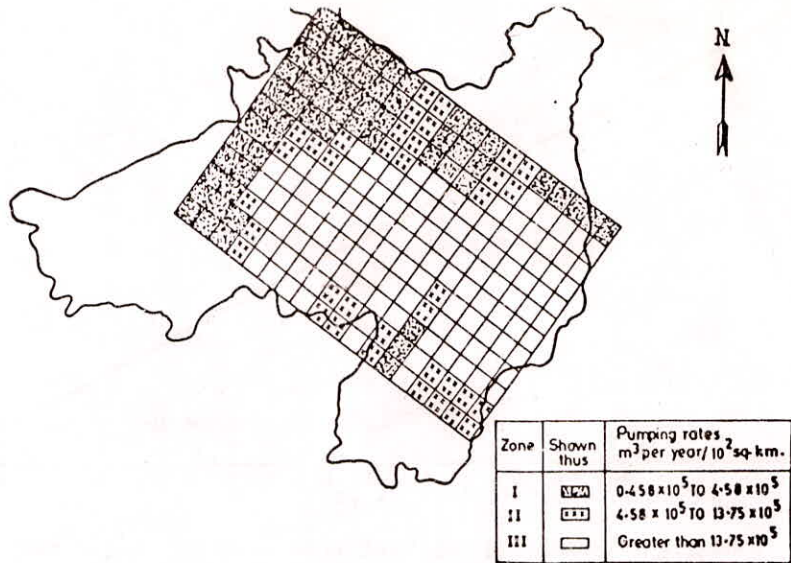 N
Zone Shown thus Pumping rates m³ per year/10² sq.km.
I 0.458 × 10⁵ TO 4.58 × 10⁵
II 4.58 × 10⁵ TO 13.75 × 10⁵
III Greater than 13.75 × 10⁵